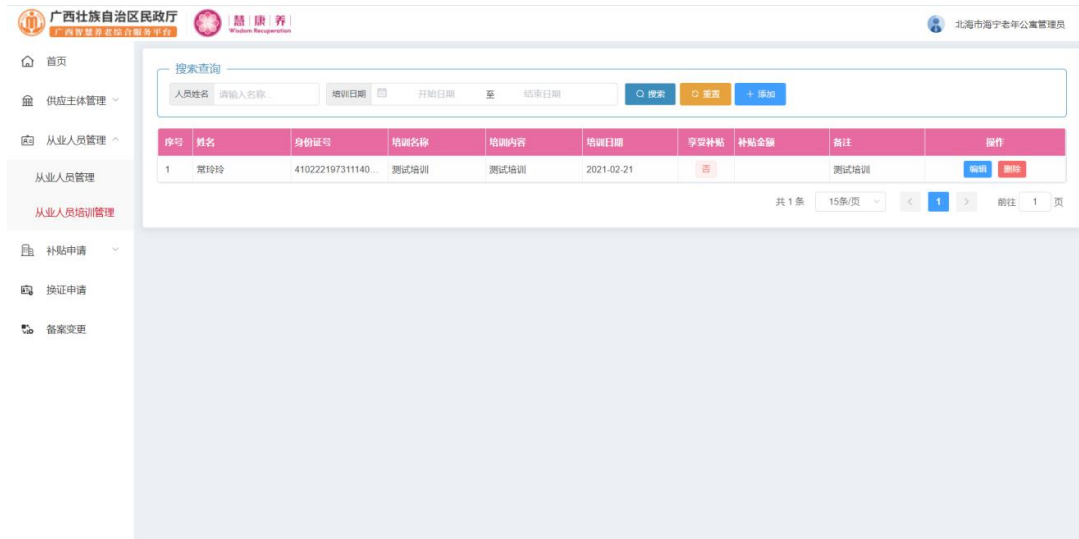 广西壮族自治区民政厅
广西智慧养老综合服务平台
慧康养
Wisdom Recuperation
北海市海宁老年公寓管理员
首页
供应主体管理
从业人员管理
从业人员管理
从业人员培训管理
补贴申请
换证申请
备案变更
搜索查询
人员姓名 请输入名称... 培训日期 开始日期 至 结束日期 搜索 重置 + 添加
序号 姓名 身份证号 培训名称 培训内容 培训日期 享受补贴 补贴金额 备注 操作
1 常玲玲 410222197311140... 测试培训 测试培训 2021-02-21 否 测试培训 编辑 删除
共 1 条 15条/页 < 1 > 前往 1 页